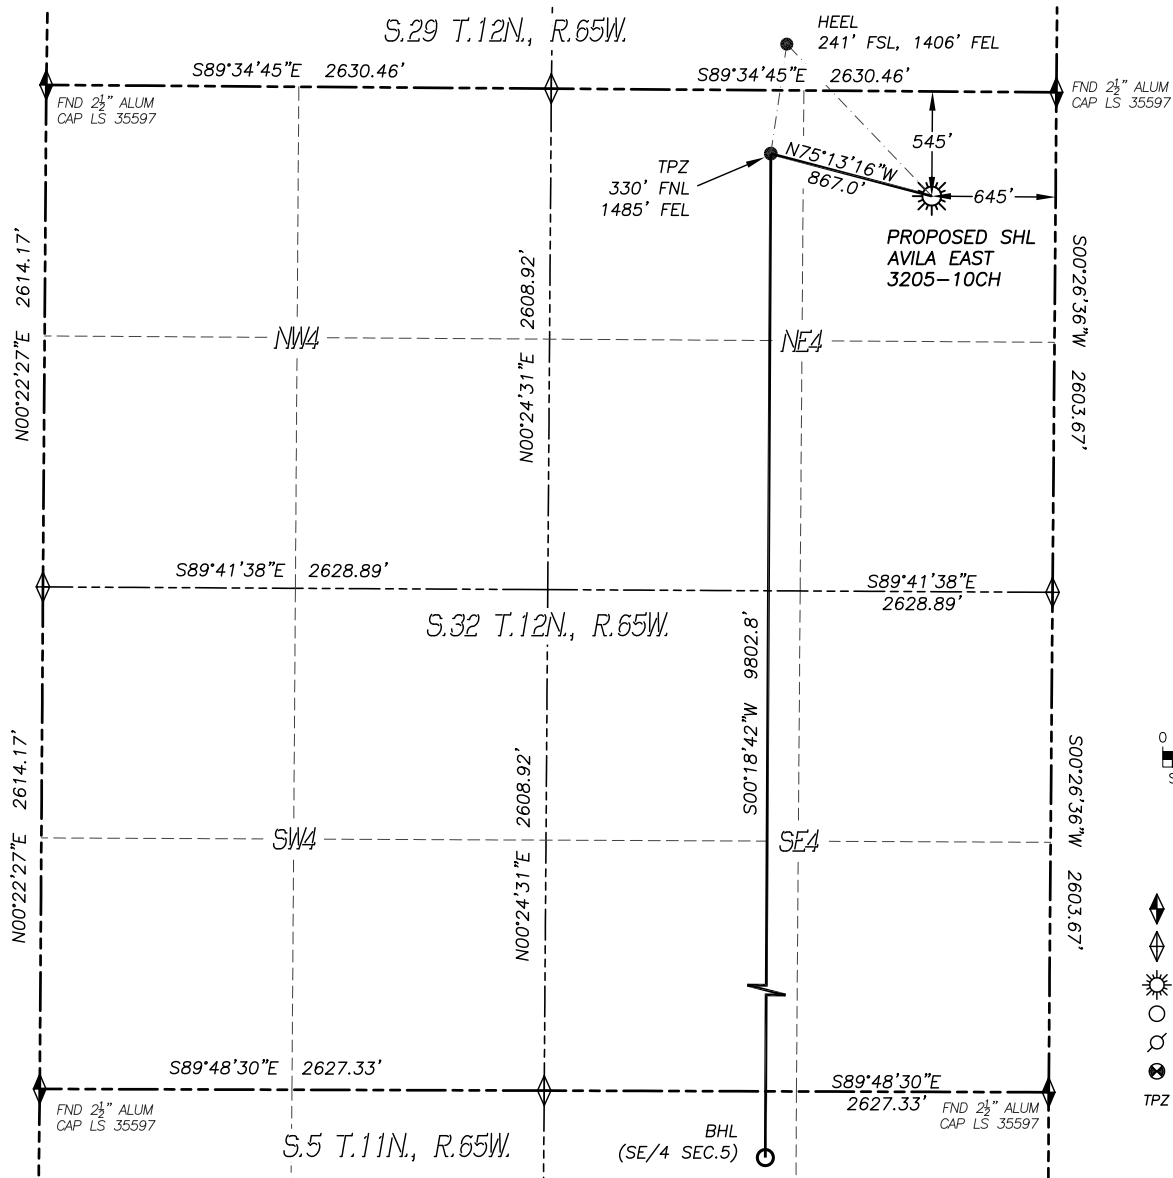 S.29 T.12N., R.65W.
HEEL
241' FSL, 1406' FEL
S89°34'45"E 2630.46'
S89°34'45"E 2630.46'
FND 2½" ALUM
CAP LS 35597
FND 2½" ALUM
CAP LS 35597
545'
N75°13'16"W
867.0'
TPZ
330' FNL
1485' FEL
645'
PROPOSED SHL
AVILA EAST
3205-10CH
N00°22'27"E 2614.17'
N00°24'31"E 2608.92'
S00°26'36"W 2603.67'
NW4
NE4
S89°41'38"E 2628.89'
S89°41'38"E
2628.89'
S.32 T.12N., R.65W.
S00°18'42"W 9802.8'
N00°22'27"E 2614.17'
N00°24'31"E 2608.92'
S00°26'36"W 2603.67'
0
SW4
SE4
S89°48'30"E 2627.33'
S89°48'30"E
2627.33'
FND 2½" ALUM
CAP LS 35597
FND 2½" ALUM
CAP LS 35597
TPZ
S.5 T.11N., R.65W.
BHL
(SE/4 SEC.5)